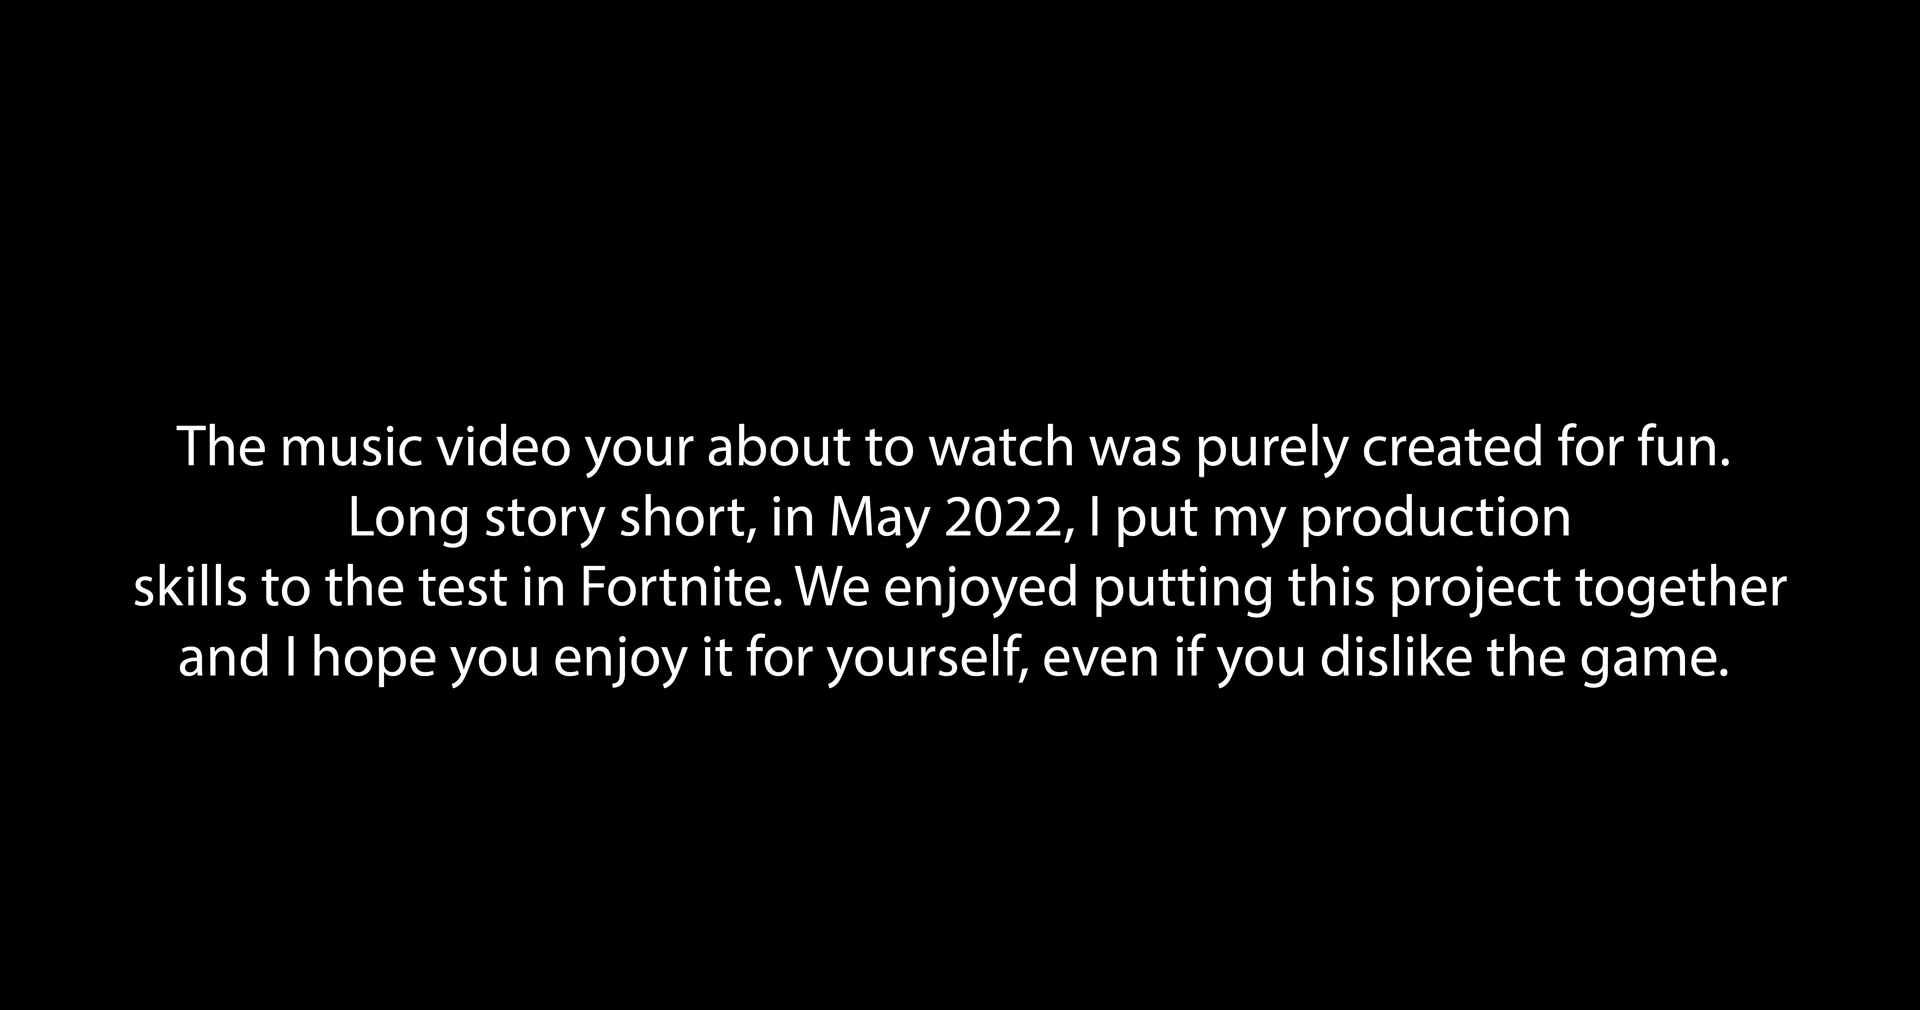 The music video your about to watch was purely created for fun.
Long story short, in May 2022, I put my production
skills to the test in Fortnite. We enjoyed putting this project together
and I hope you enjoy it for yourself, even if you dislike the game.